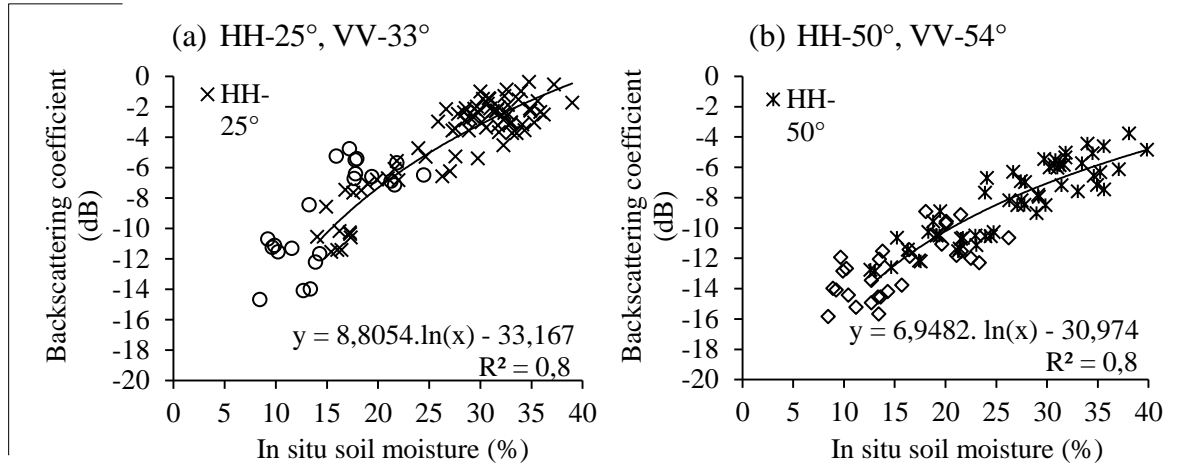 (a) HH-25°, VV-33°
Backscattering coefficient
(dB)
0
-2
-4
-6
-8
-10
-12
-14
-16
-18
-20
HH-
25°
y = 8,8054.ln(x) - 33,167
R² = 0,8
0 5 10 15 20 25 30 35 40
In situ soil moisture (%)
(b) HH-50°, VV-54°
Backscattering coefficient
(dB)
0
-2
-4
-6
-8
-10
-12
-14
-16
-18
-20
HH-
50°
y = 6,9482. ln(x) - 30,974
R² = 0,8
0 5 10 15 20 25 30 35 40
In situ soil moisture (%)